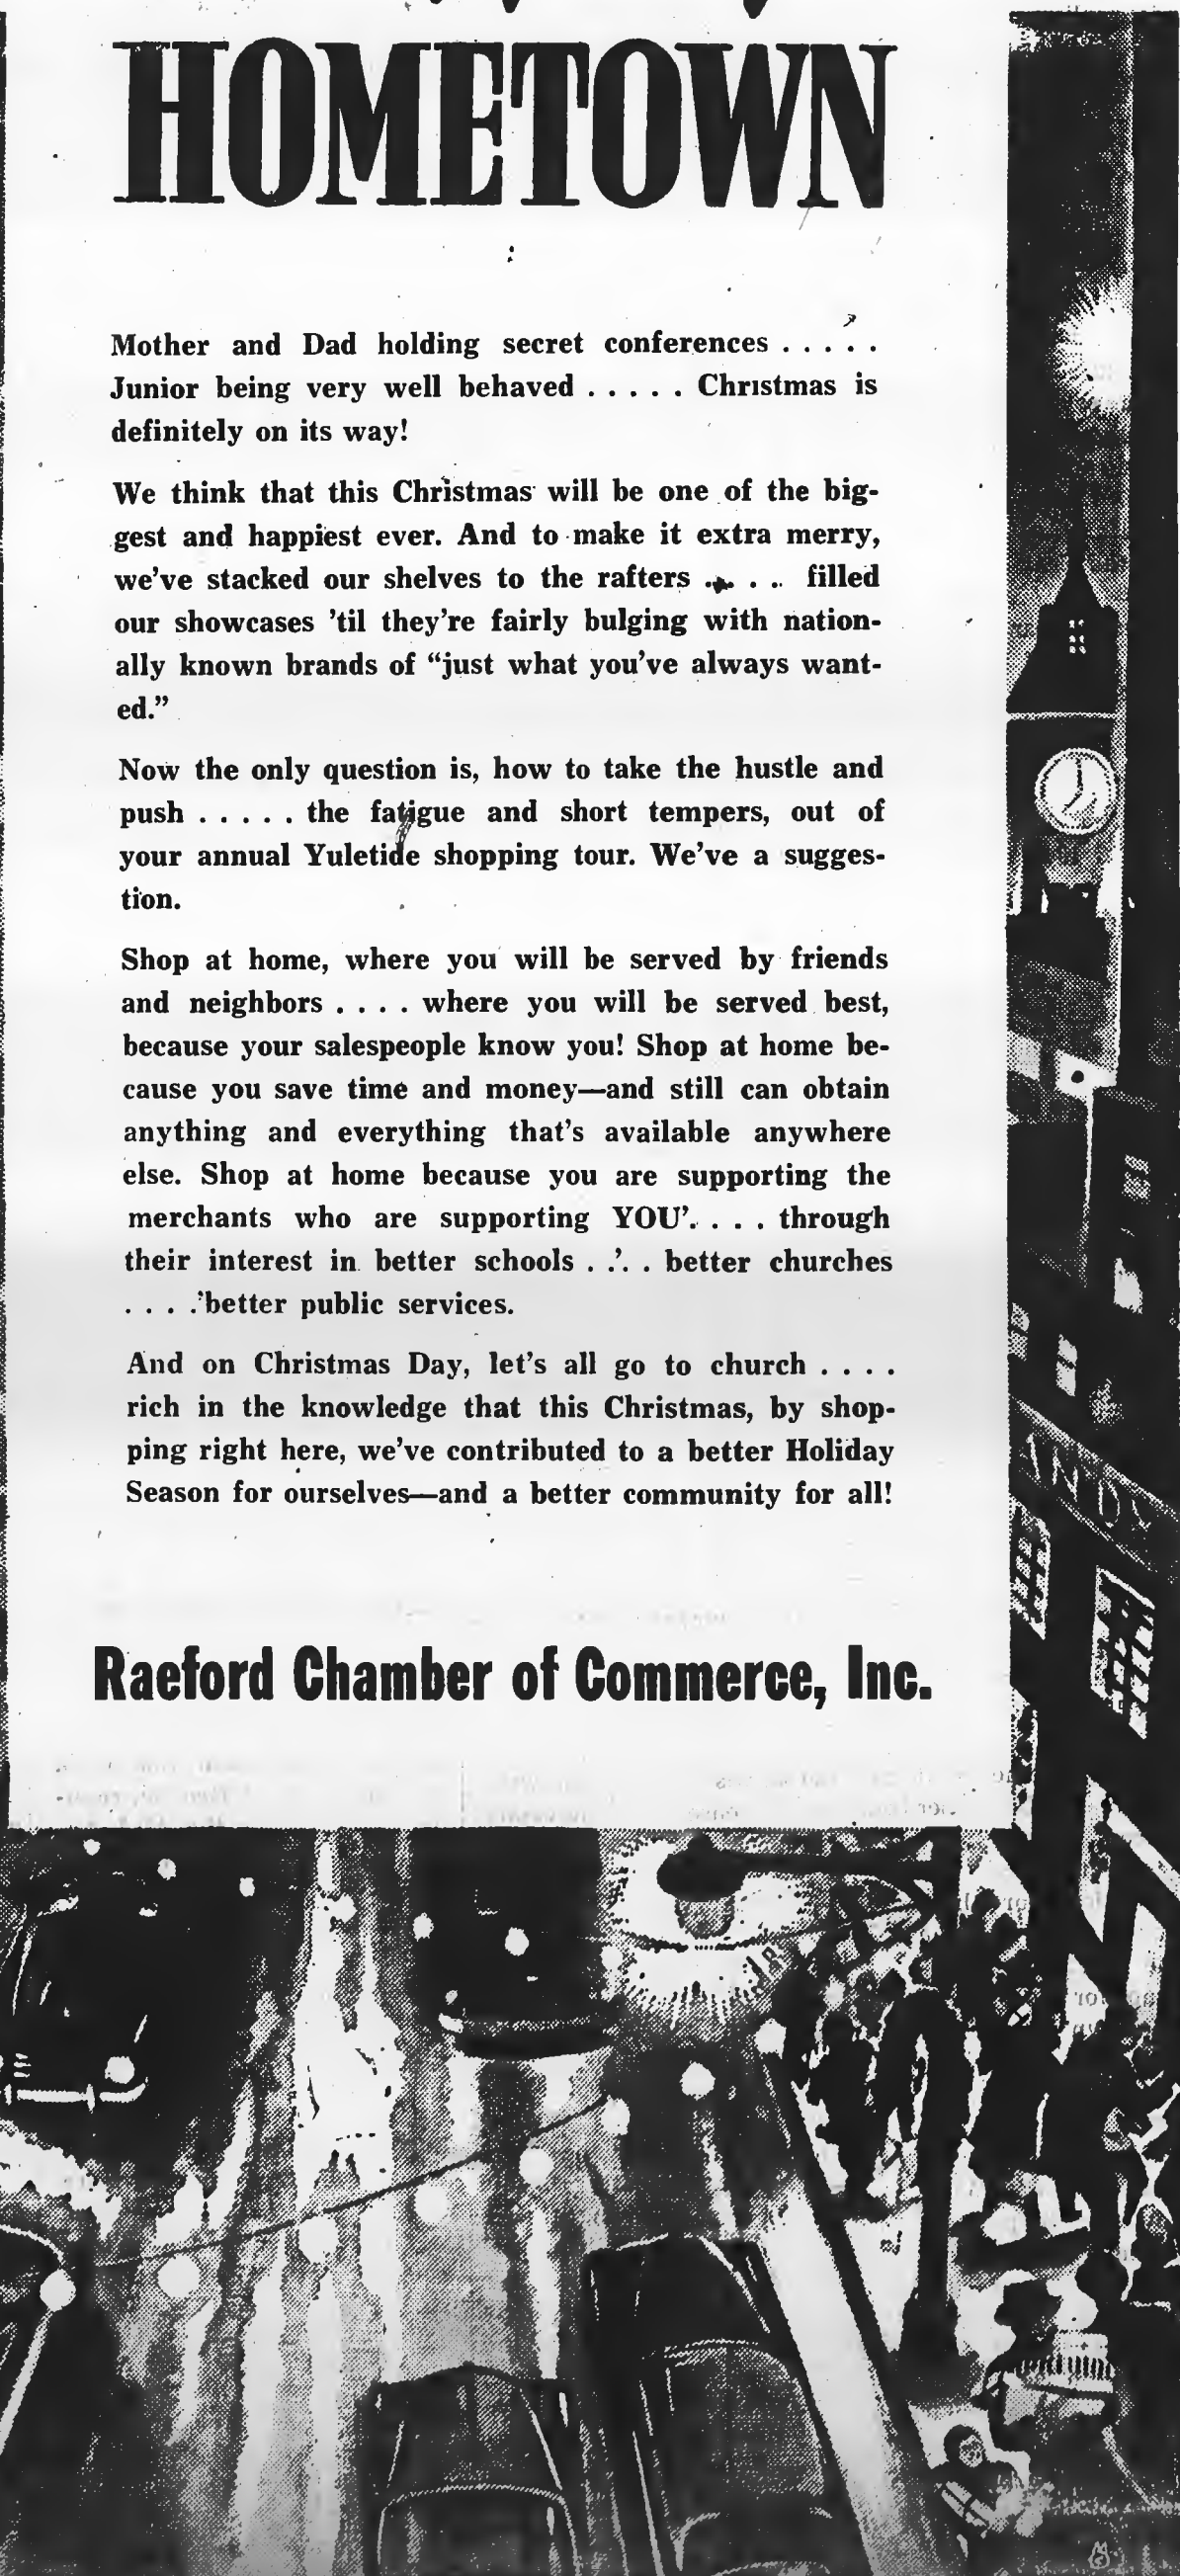 HOMETOWN
Mother and Dad holding secret conferences . . . . .
Junior being very well behaved . . . . . Christmas is
definitely on its way!
We think that this Christmas will be one of the big-
gest and happiest ever. And to make it extra merry,
we've stacked our shelves to the rafters . . . . filled
our showcases 'til they're fairly bulging with nation-
ally known brands of “just what you've always want-
ed.”
Now the only question is, how to take the hustle and
push . . . . . the fatigue and short tempers, out of
your annual Yuletide shopping tour. We've a sugges-
tion.
Shop at home, where you will be served by friends
and neighbors . . . . where you will be served best,
because your salespeople know you! Shop at home be-
cause you save time and money—and still can obtain
anything and everything that's available anywhere
else. Shop at home because you are supporting the
merchants who are supporting YOU . . . . through
their interest in better schools . . . . better churches
. . . . better public services.
And on Christmas Day, let's all go to church . . . .
rich in the knowledge that this Christmas, by shop-
ping right here, we've contributed to a better Holiday
Season for ourselves—and a better community for all!
Raeford Chamber of Commerce, Inc.